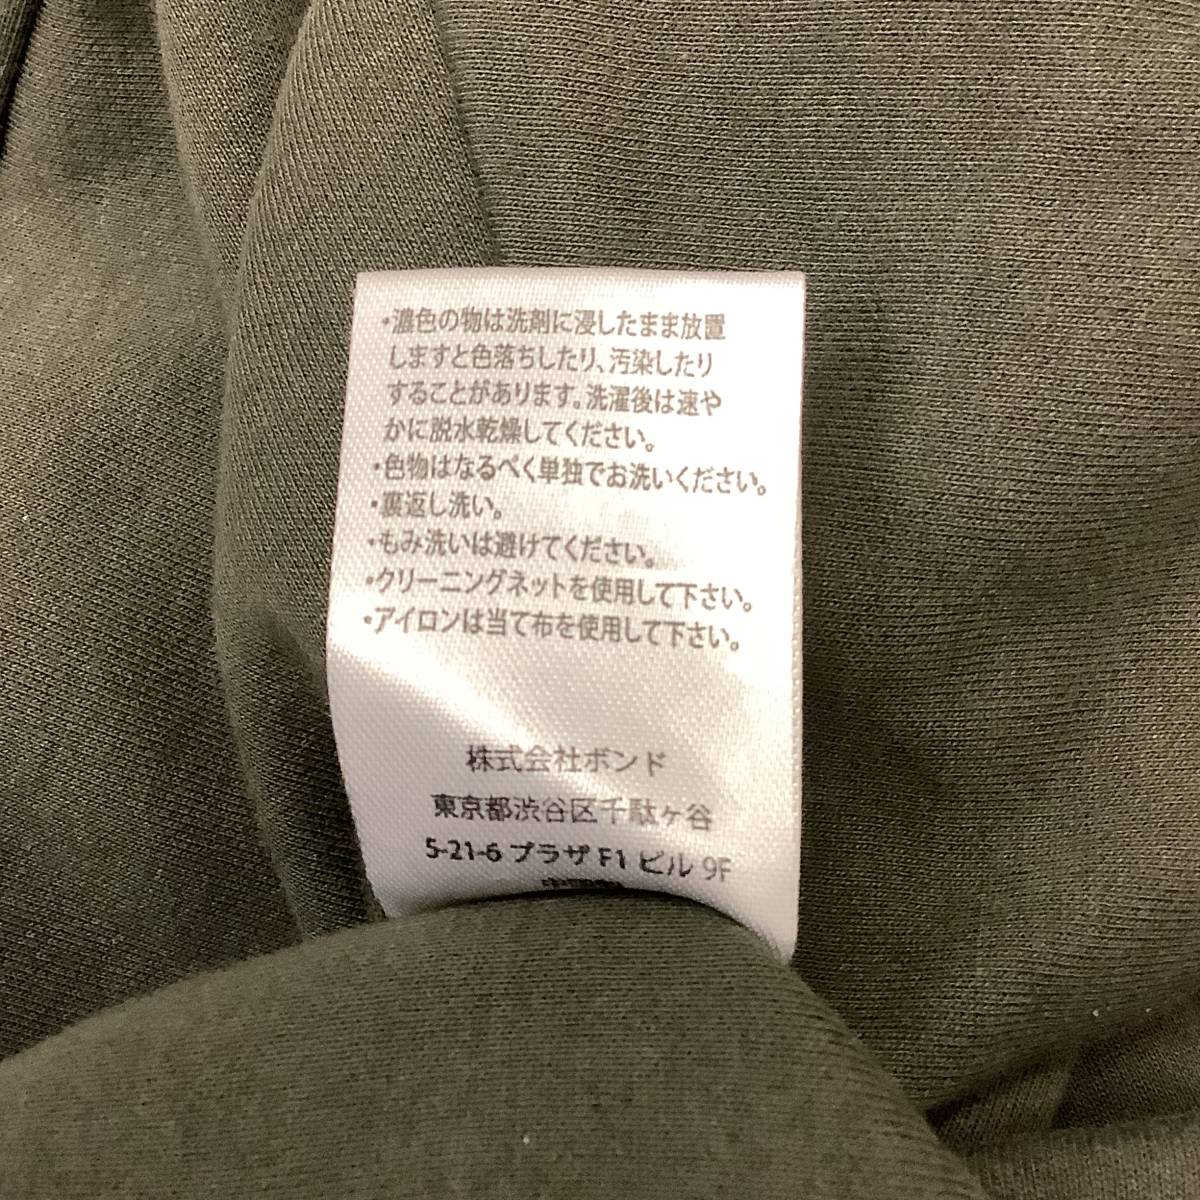 ・濃色の物は洗剤に浸したまま放置
しますと色落ちしたり、汚染したり
することがあります。洗濯後は速や
かに脱水乾燥してください。
・色物はなるべく単独でお洗いください。
・裏返し洗い。
・もみ洗いは避けてください。
・クリーニングネットを使用して下さい。
・アイロンは当て布を使用して下さい。
株式会社ボンド
東京都渋谷区千駄ヶ谷
5-21-6 プラザ F1 ビル 9F